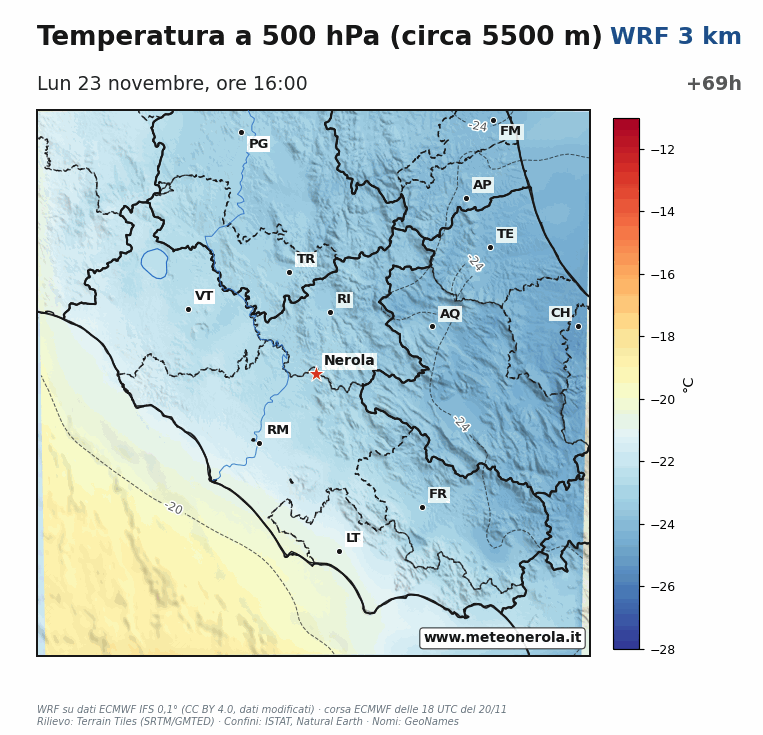 Temperatura a 500 hPa (circa 5500 m) WRF 3 km
Lun 23 novembre, ore 16:00 +69h
-24 FM
PG
AP
TE
-24
TR
VT
RI
AQ
CH
Nerola
-24
RM
FR
-20
LT
www.meteonerola.it
−12
−14
−16
−18
−20
−22
−24
−26
−28
°C
WRF su dati ECMWF IFS 0,1° (CC BY 4.0, dati modificati) · corsa ECMWF delle 18 UTC del 20/11
Rilievo: Terrain Tiles (SRTM/GMTED) · Confini: ISTAT, Natural Earth · Nomi: GeoNames